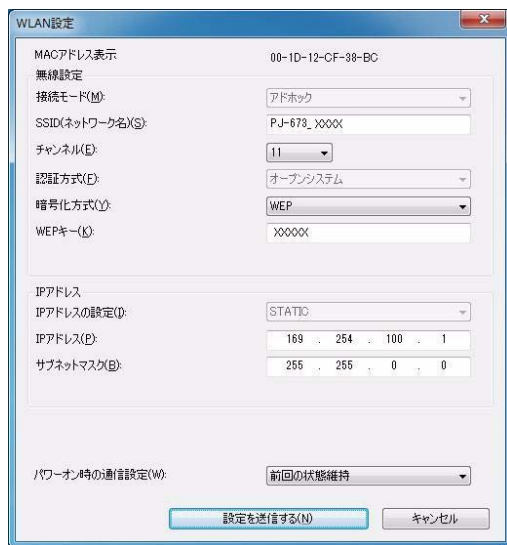 WLAN設定
MACアドレス表示 00-1D-12-CF-38-BC
無線設定
接続モード(M): アドホック
SSID(ネットワーク名)(S): PJ-673_XXXX
チャンネル(E): 11
認証方式(F): オープンシステム
暗号化方式(Y): WEP
WEPキー(K): XXXXX
IPアドレス
IPアドレスの設定(I): STATIC
IPアドレス(P): 169 . 254 . 100 . 1
サブネットマスク(B): 255 . 255 . 0 . 0
パワーオン時の通信設定(W): 前回の状態維持
設定を送信する(N) キャンセル